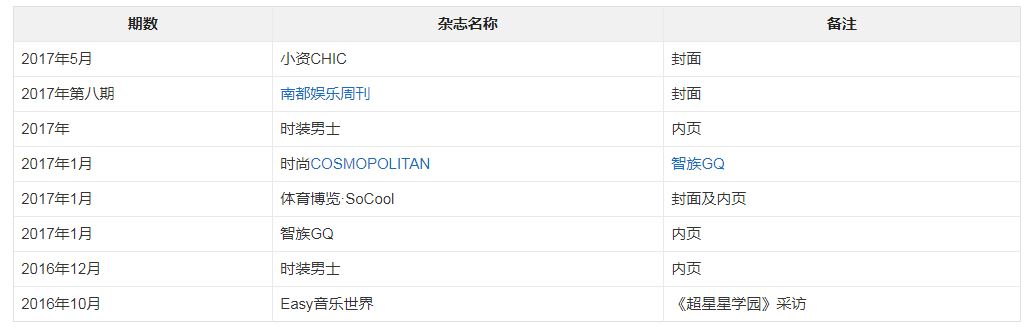 期数 杂志名称 备注
2017年5月 小资CHIC 封面
2017年第八期 南都娱乐周刊 封面
2017年 时装男士 内页
2017年1月 时尚COSMOPOLITAN 智族GQ
2017年1月 体育博览·SoCool 封面及内页
2017年1月 智族GQ 内页
2016年12月 时装男士 内页
2016年10月 Easy音乐世界 《超星星学园》采访